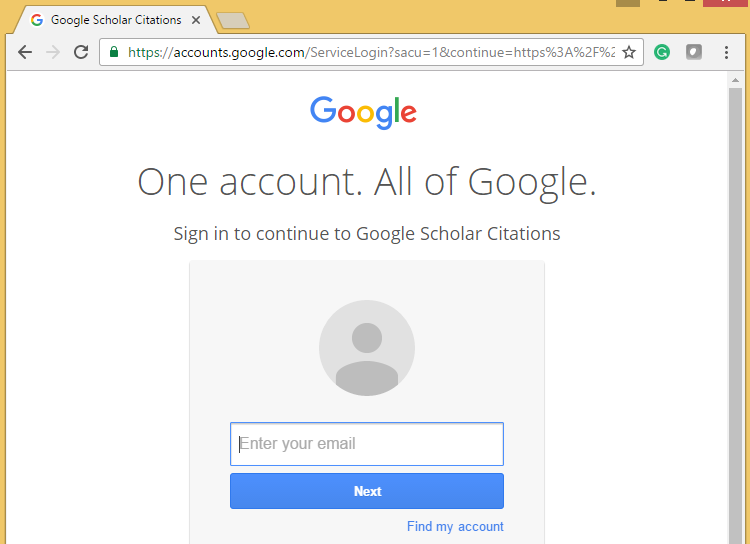 Google Scholar Citations
https://accounts.google.com/ServiceLogin?sacu=1&continue=https%3A%2F%2
Google
One account. All of Google.
Sign in to continue to Google Scholar Citations
Enter your email
Next
Find my account